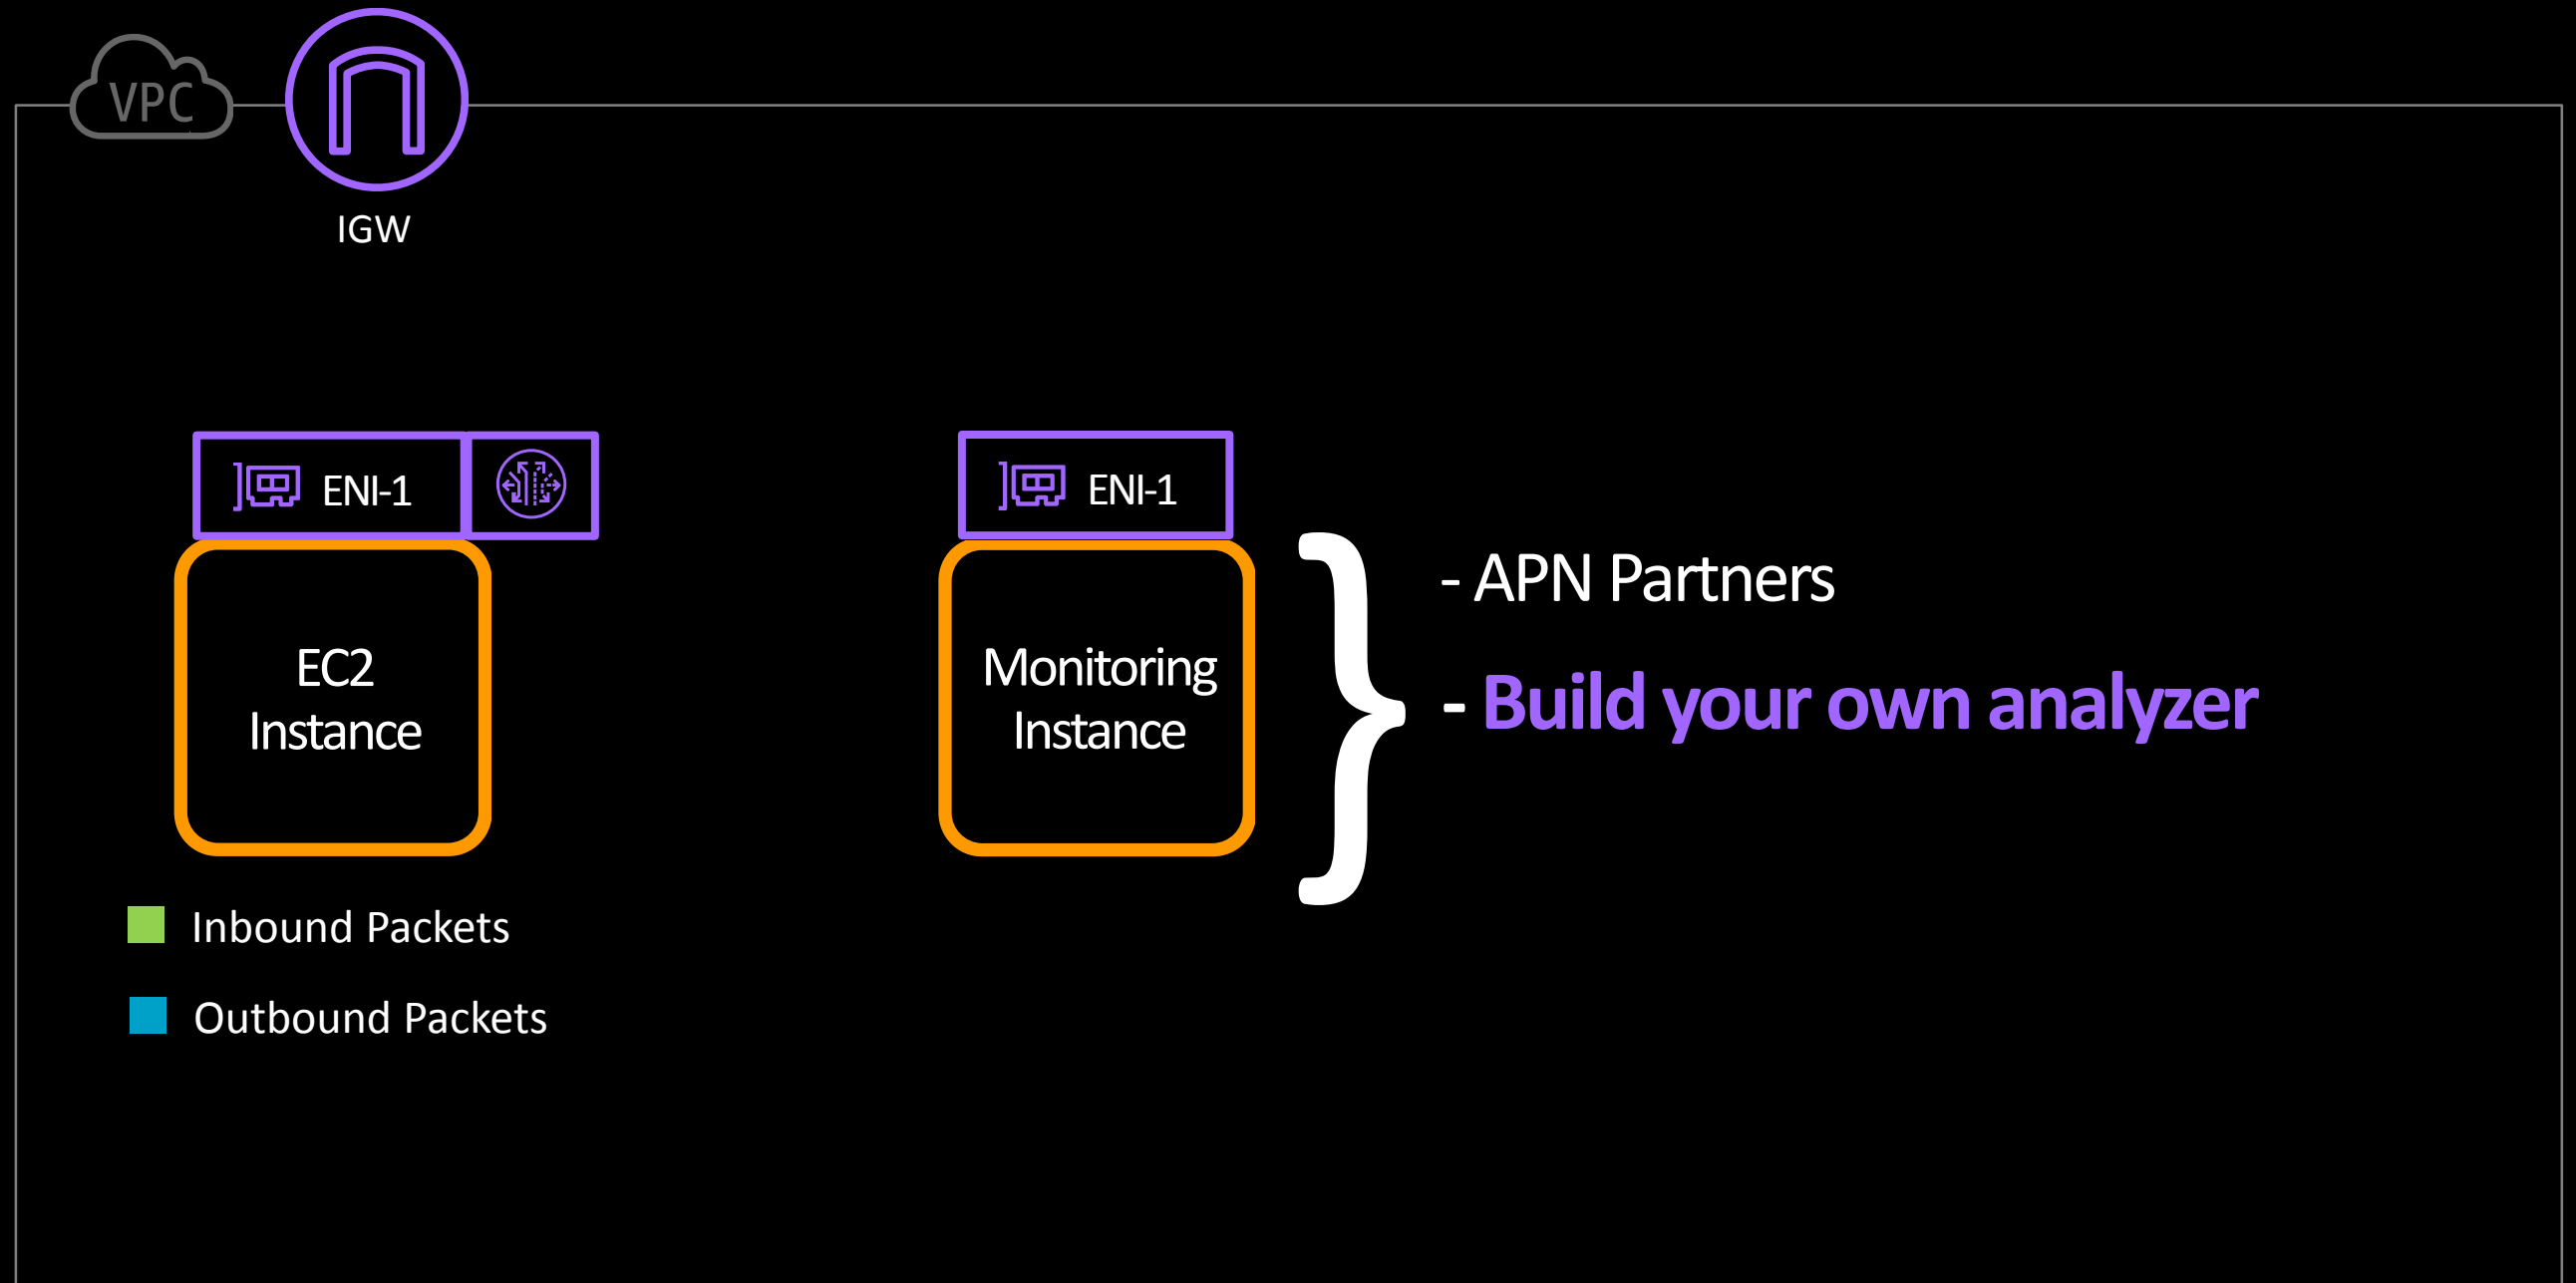 VPC
IGW
ENI-1
ENI-1
EC2
Instance
Monitoring
Instance
- APN Partners
- Build your own analyzer
Inbound Packets
Outbound Packets